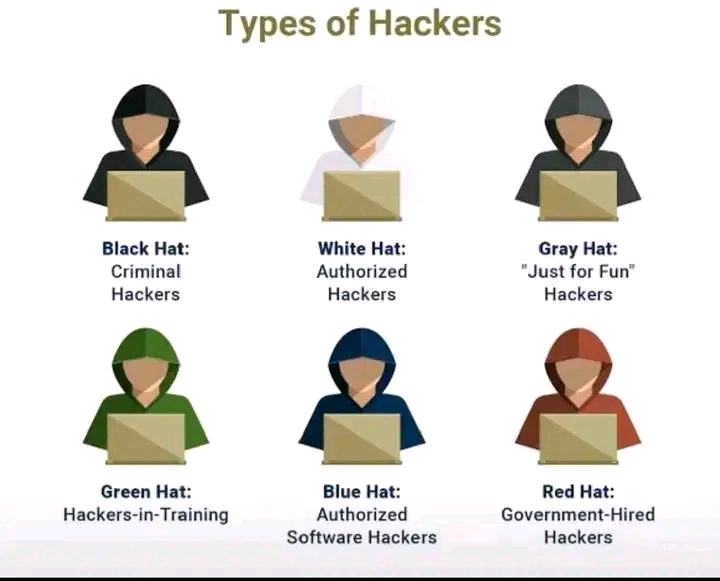 Types of Hackers
Black Hat:
Criminal
Hackers
White Hat:
Authorized
Hackers
Gray Hat:
"Just for Fun"
Hackers
Green Hat:
Hackers-in-Training
Blue Hat:
Authorized
Software Hackers
Red Hat:
Government-Hired
Hackers